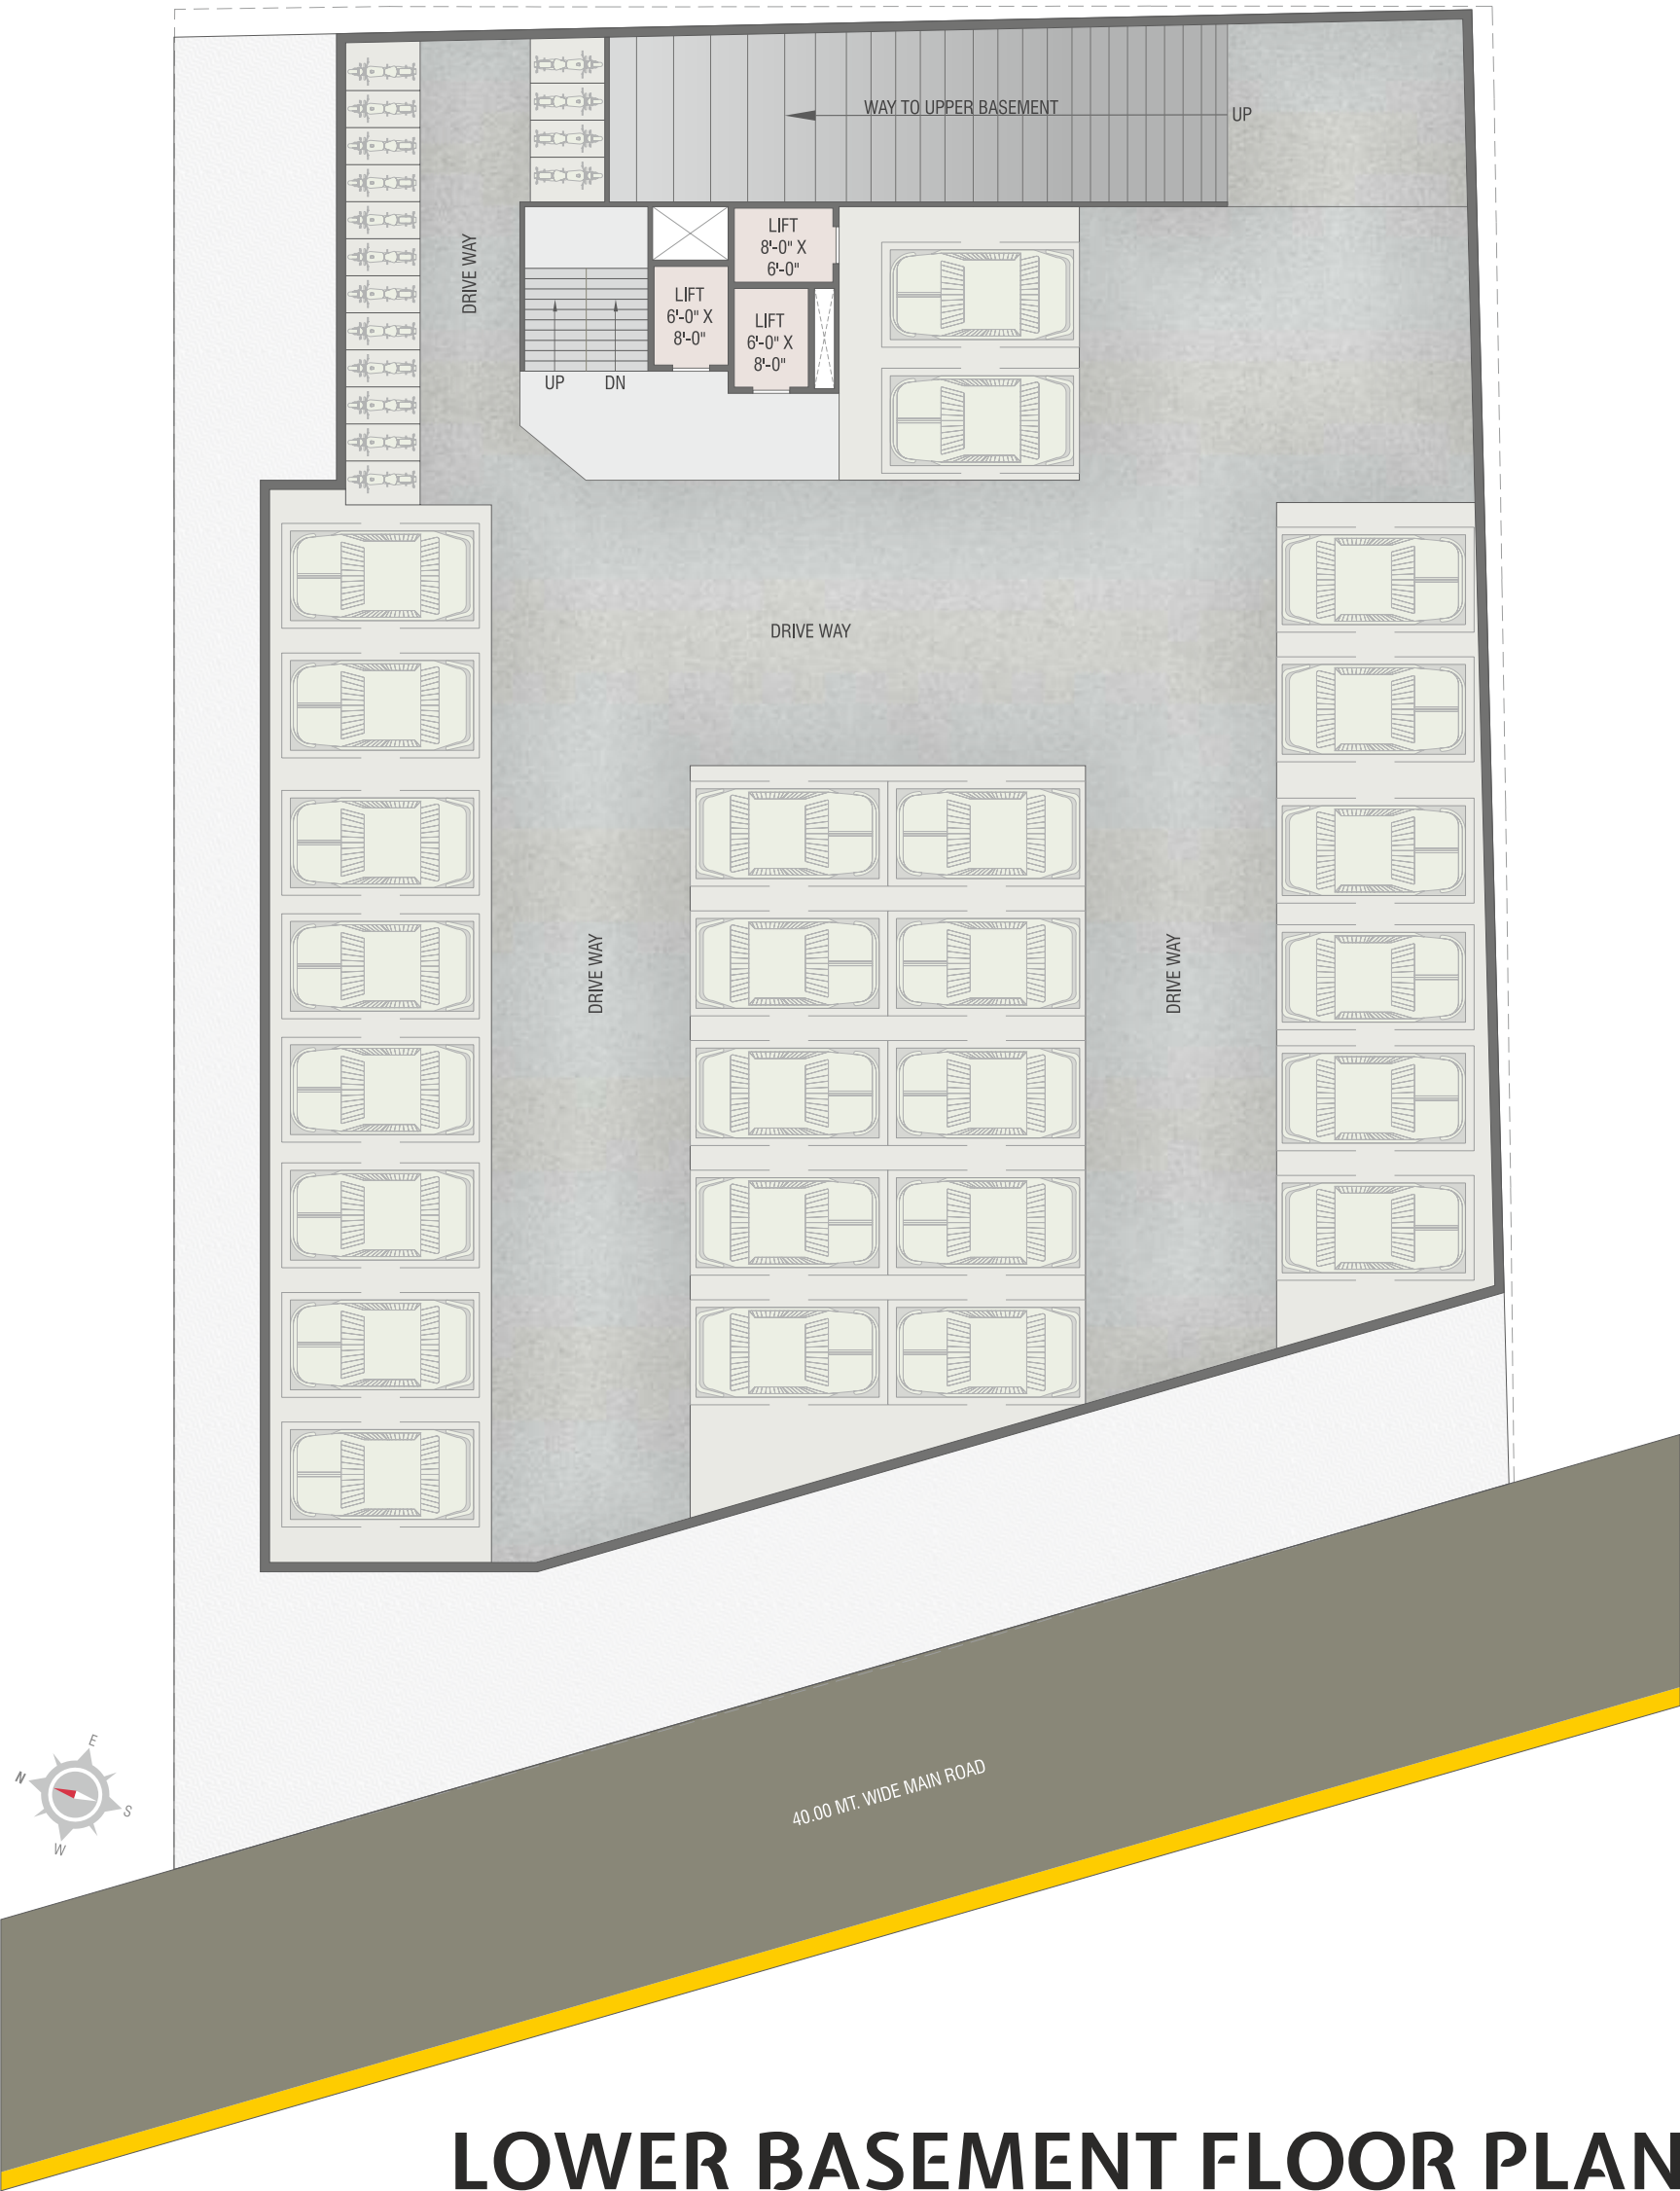 WAY TO UPPER BASEMENT
UP
DRIVE WAY
LIFT
8'-0" X
6'-0"
LIFT
6'-0" X
8'-0"
LIFT
6'-0" X
8'-0"
UP
DN
DRIVE WAY
DRIVE WAY
DRIVE WAY
E
N
S
W
40.00 MT. WIDE MAIN ROAD
LOWER BASEMENT FLOOR PLAN